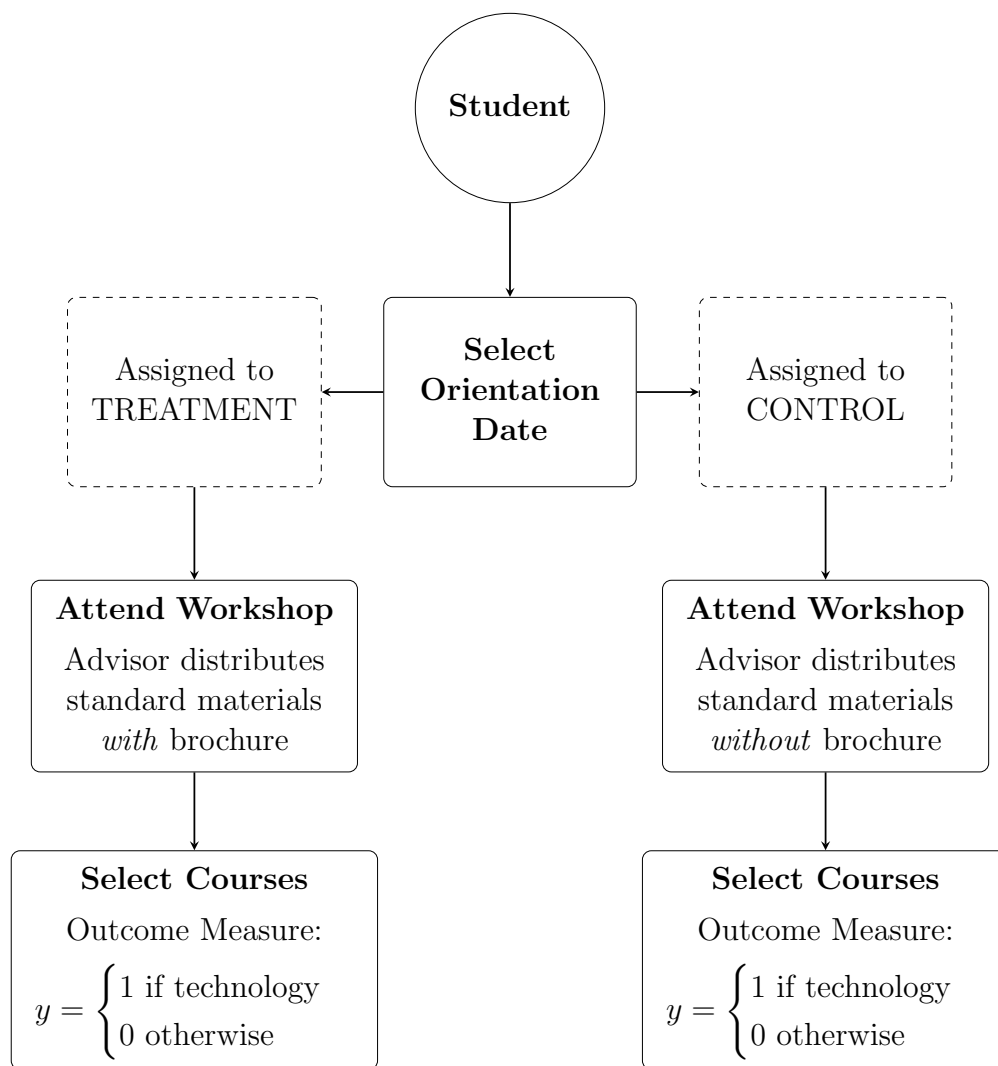 Student
Select
Orientation
Date
Assigned to
TREATMENT
Assigned to
CONTROL
Attend Workshop
Advisor distributes
standard materials
with brochure
Attend Workshop
Advisor distributes
standard materials
without brochure
Select Courses
Outcome Measure:
y = {1 if technology
0 otherwise
Select Courses
Outcome Measure:
y = {1 if technology
0 otherwise